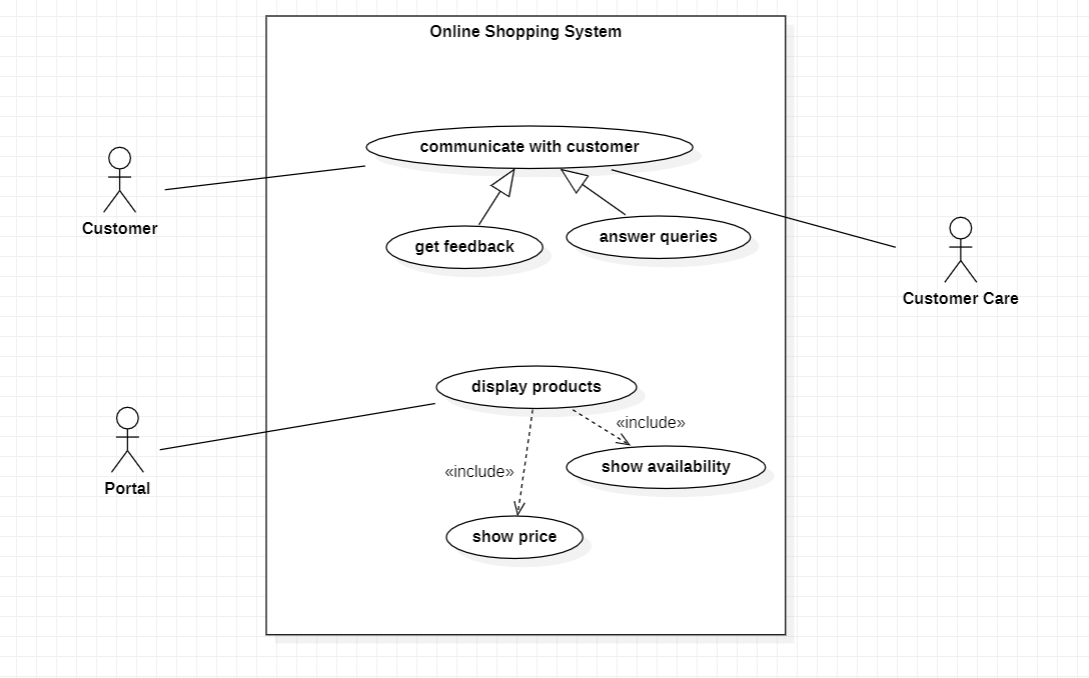 Online Shopping System
communicate with customer
Customer
get feedback
answer queries
Customer Care
display products
«include»
show availability
«include»
Portal
show price